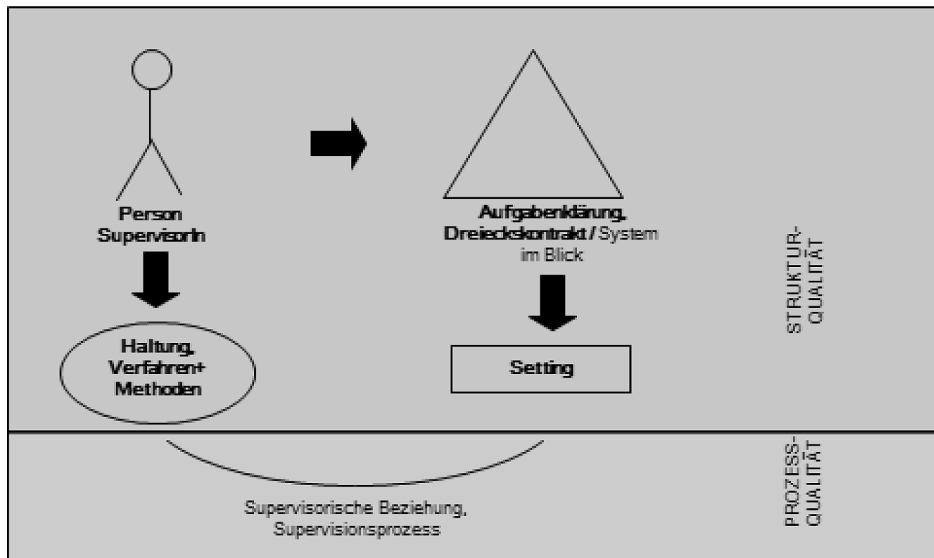 Person
SupervisorIn
Aufgabenklärung,
Dreieckskontrakt / System
im Blick
Haltung,
Verfahren+
Methoden
Setting
STRUKTUR-
QUALITÄT
Supervisorische Beziehung,
Supervisionsprozess
PROZESS-
QUALITÄT